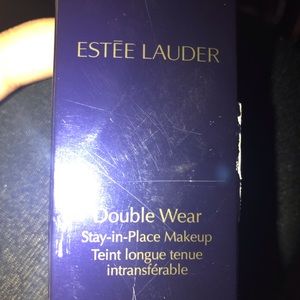 ESTĒE LAUDER
Double Wear
Stay-in-Place Makeup
Teint longue tenue
intransférable